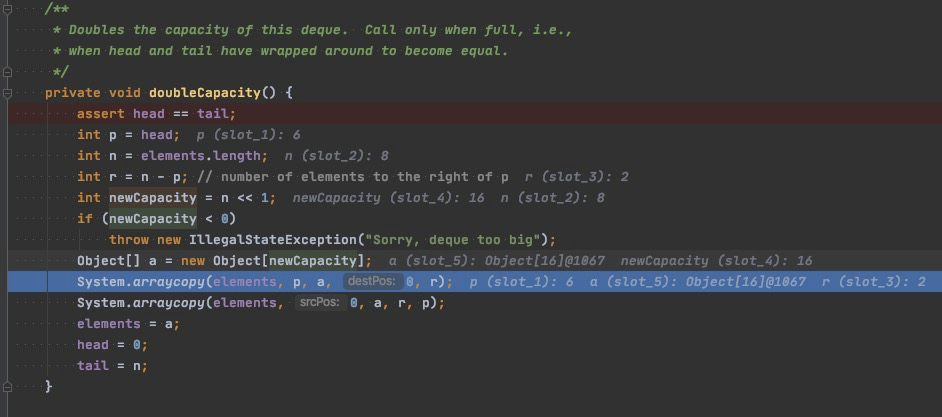 /**
* Doubles the capacity of this deque.  Call only when full, i.e.,
* when head and tail have wrapped around to become equal.
*/
private void doubleCapacity() {
assert head == tail;
int p = head;  p (slot_1): 6
int n = elements.length;  n (slot_2): 8
int r = n - p; // number of elements to the right of p  r (slot_3): 2
int newCapacity = n << 1;  newCapacity (slot_4): 16  n (slot_2): 8
if (newCapacity < 0)
throw new IllegalStateException("Sorry, deque too big");
Object[] a = new Object[newCapacity];  a (slot_5): Object[16]@1067  newCapacity (slot_4): 16
System.arraycopy(elements, p, a, destPos: 0, r);  p (slot_1): 6  a (slot_5): Object[16]@1067  r (slot_3): 2
System.arraycopy(elements, srcPos: 0, a, r, p);
elements = a;
head = 0;
tail = n;
}